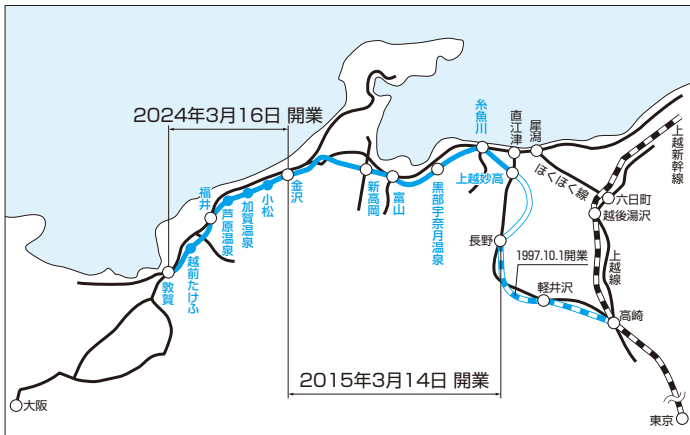 2024年3月16日 開業
糸魚川
直江津
犀潟
上越新幹線
ほくほく線
六日町
越後湯沢
上越妙高
黒部宇奈月温泉
富山
新高岡
金沢
小松
加賀温泉
芦原温泉
福井
越前たけふ
敦賀
長野
1997.10.1開業
軽井沢
上越線
高崎
2015年3月14日 開業
大阪
東京